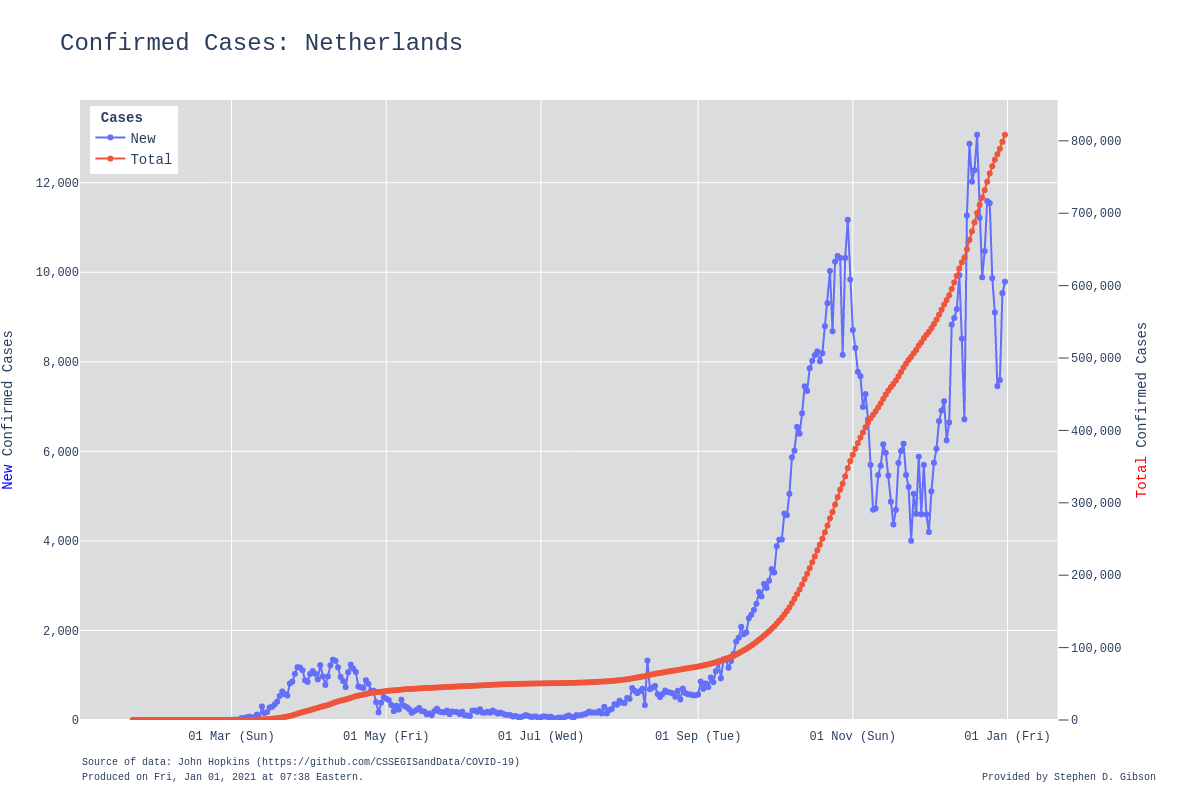 Confirmed Cases: Netherlands
Cases
New
Total
12,000
10,000
8,000
6,000
4,000
2,000
0
New Confirmed Cases
800,000
700,000
600,000
500,000
400,000
300,000
200,000
100,000
0
Total Confirmed Cases
01 Mar (Sun) 01 May (Fri) 01 Jul (Wed) 01 Sep (Tue) 01 Nov (Sun) 01 Jan (Fri)
Source of data: John Hopkins (https://github.com/CSSEGISandData/COVID-19)
Produced on Fri, Jan 01, 2021 at 07:38 Eastern.
Provided by Stephen D. Gibson